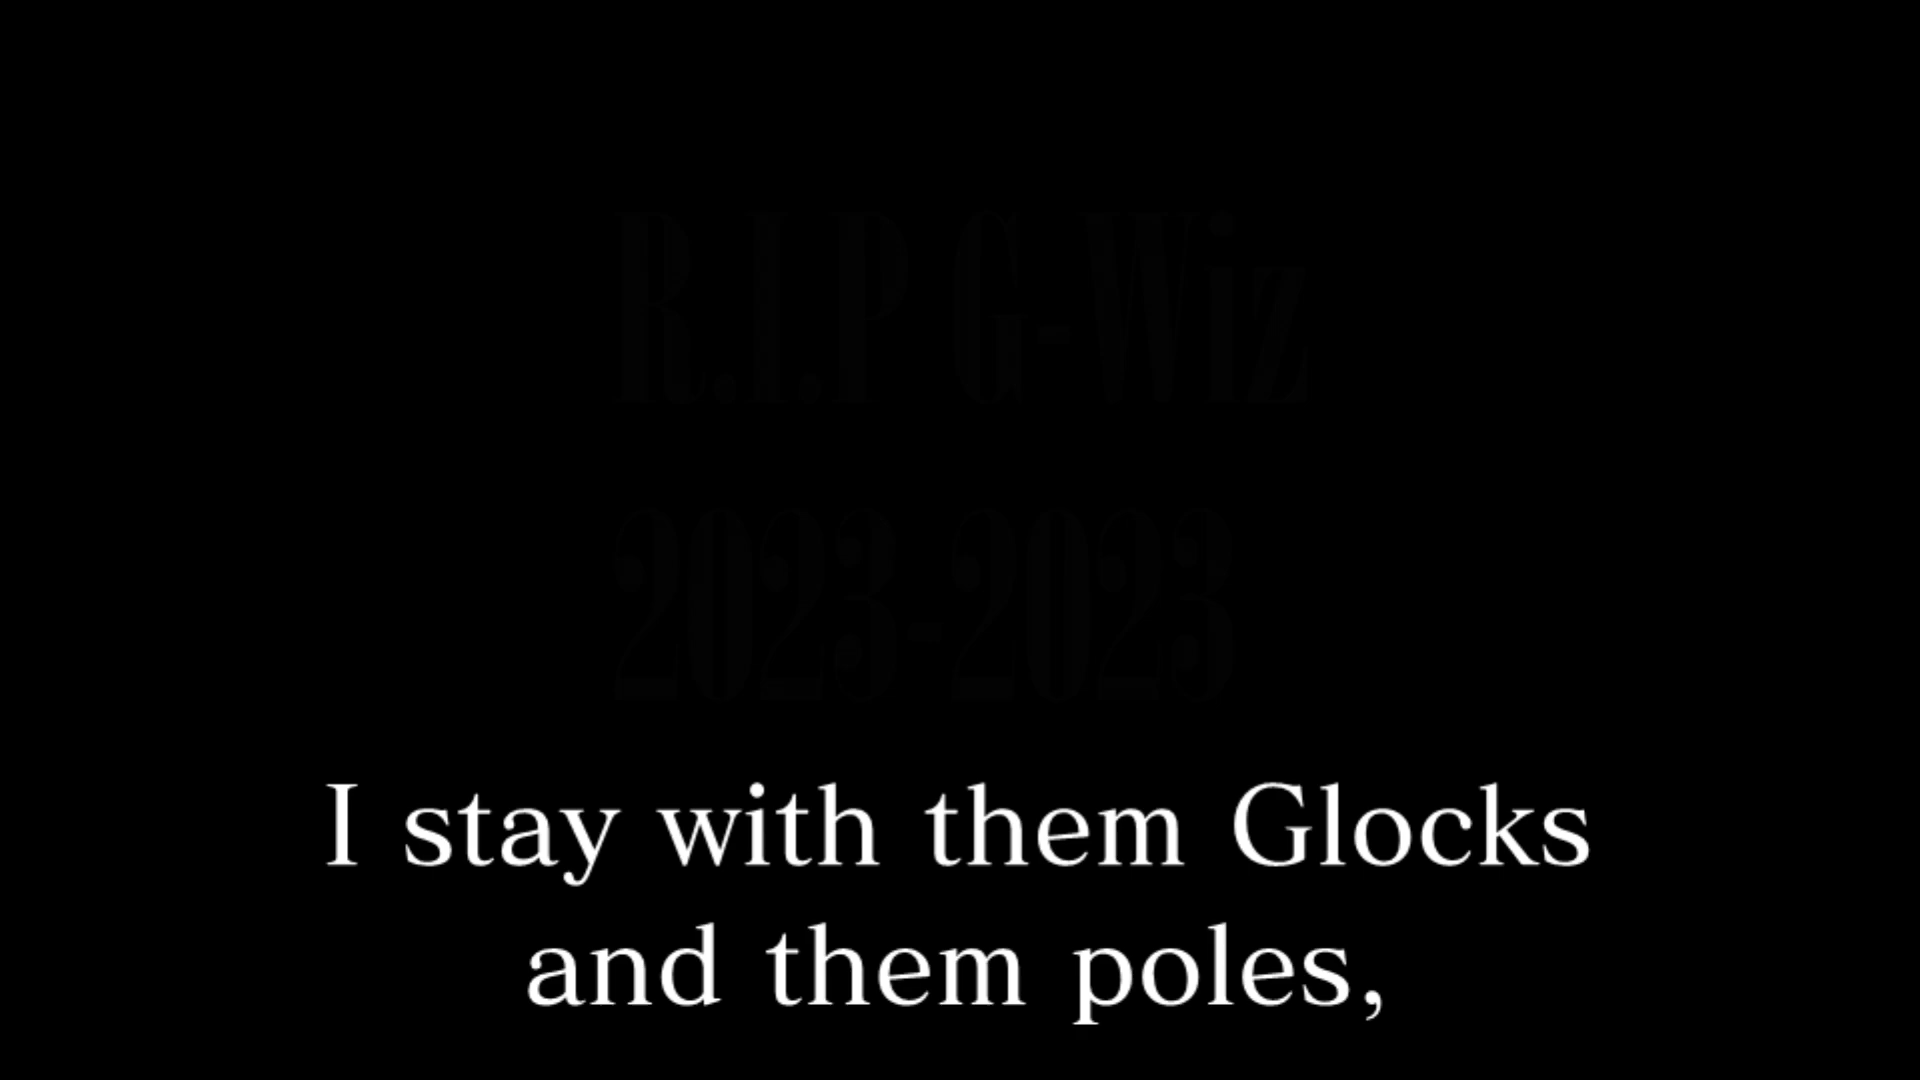 R.I.P G-Wiz
2023-2023
I stay with them Glocks
and them poles,